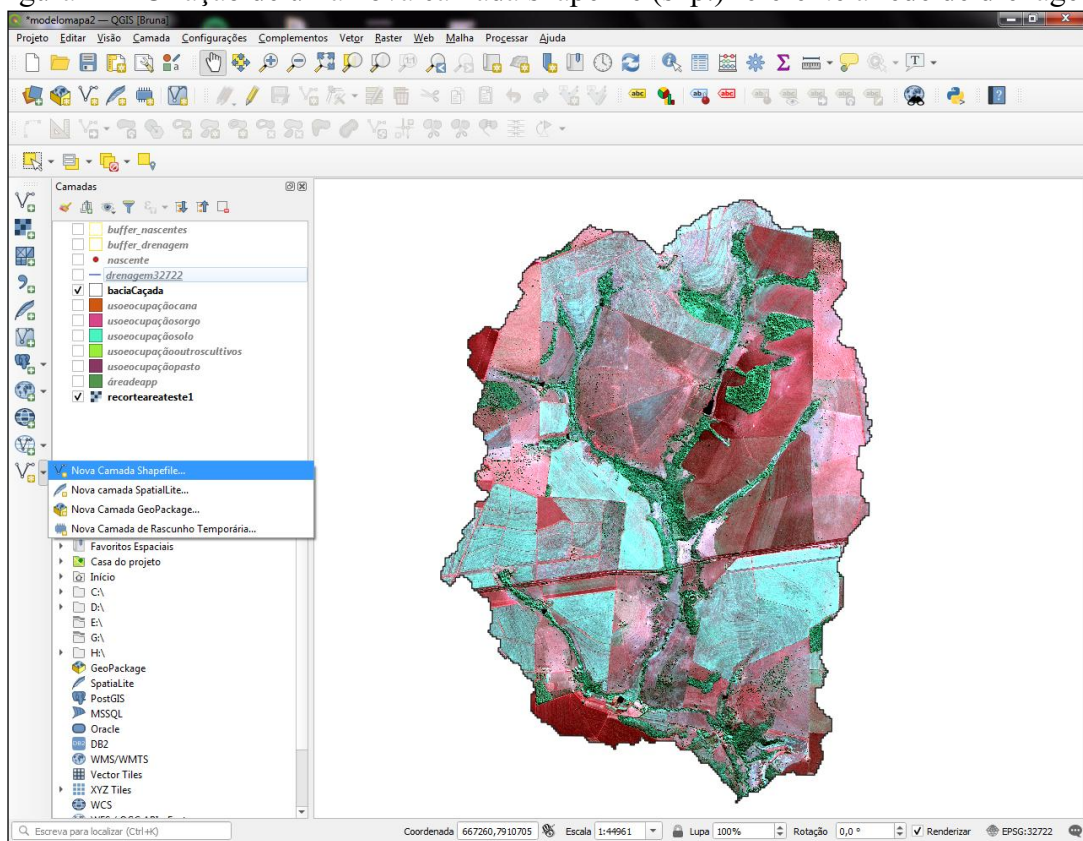 *modelomapa2 — QGIS [Bruna]
Projeto Editar Visão Camada Configurações Complementos Vetor Raster Web Malha Processar Ajuda
Camadas
buffer_nascentes
buffer_drenagem
nascente
drenagem32722
baciaCaçada
usoeocupaçãocana
usoeocupaçãosorgo
usoeocupaçãosolo
usoeocupaçãooutroscultivos
usoeocupaçãopasto
áreadeapp
recorteareateste1
Nova Camada Shapefile...
Nova camada SpatialLite...
Nova Camada GeoPackage...
Nova Camada de Rascunho Temporária...
Favoritos Espaciais
Casa do projeto
Início
C:\
D:\
E:\
G:\
H:\
GeoPackage
SpatiaLite
PostGIS
MSSQL
Oracle
DB2
WMS/WMTS
Vector Tiles
XYZ Tiles
WCS
Escreva para localizar (Ctrl+K) Coordenada 667260,7910705 Escala 1:44961 Lupa 100% Rotação 0,0 ° Renderizar EPSG:32722